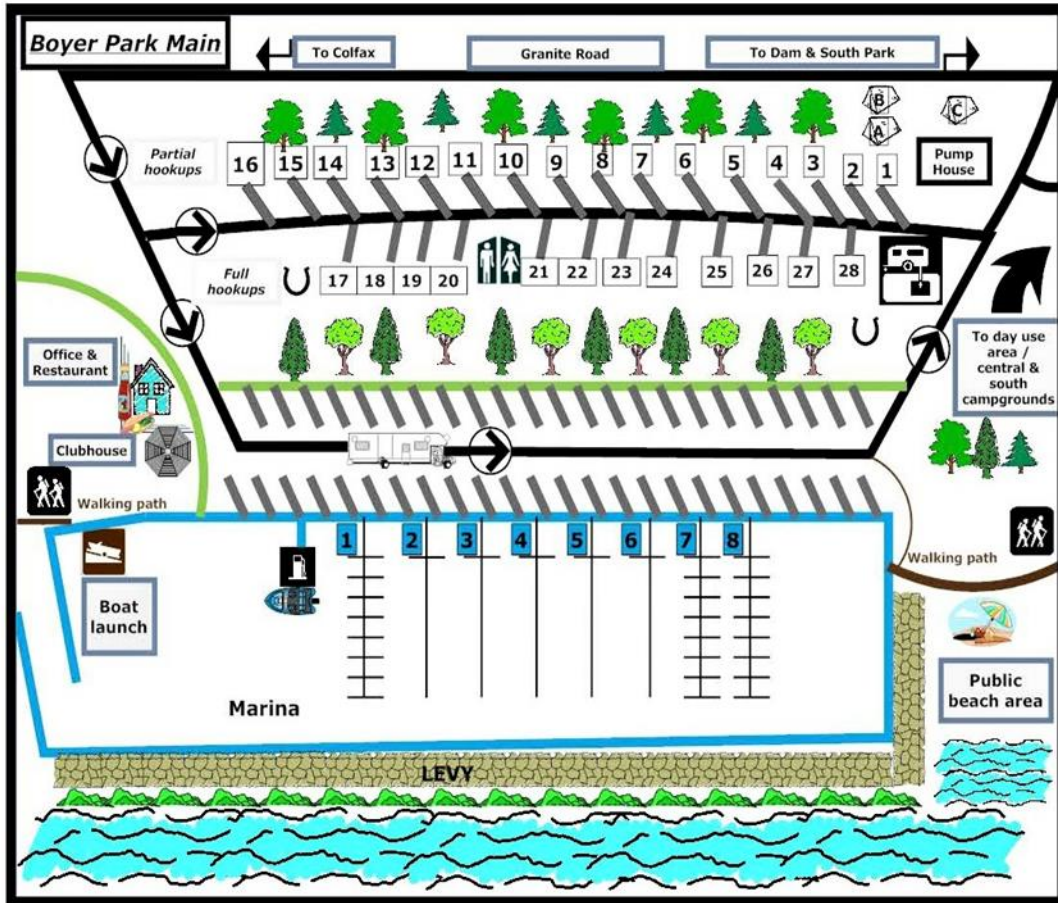 Boyer Park Main
To Colfax
Granite Road
To Dam & South Park
B
A
C
Partial
hookups
16 15 14 13 12 11 10 9 8 7 6 5 4 3 2 1
Pump
House
Full
hookups
17 18 19 20 21 22 23 24 25 26 27 28
Office &
Restaurant
To day use
area /
central &
south
campgrounds
Clubhouse
Walking path
1 2 3 4 5 6 7 8
Walking path
Boat
launch
Marina
Public
beach area
LEVY